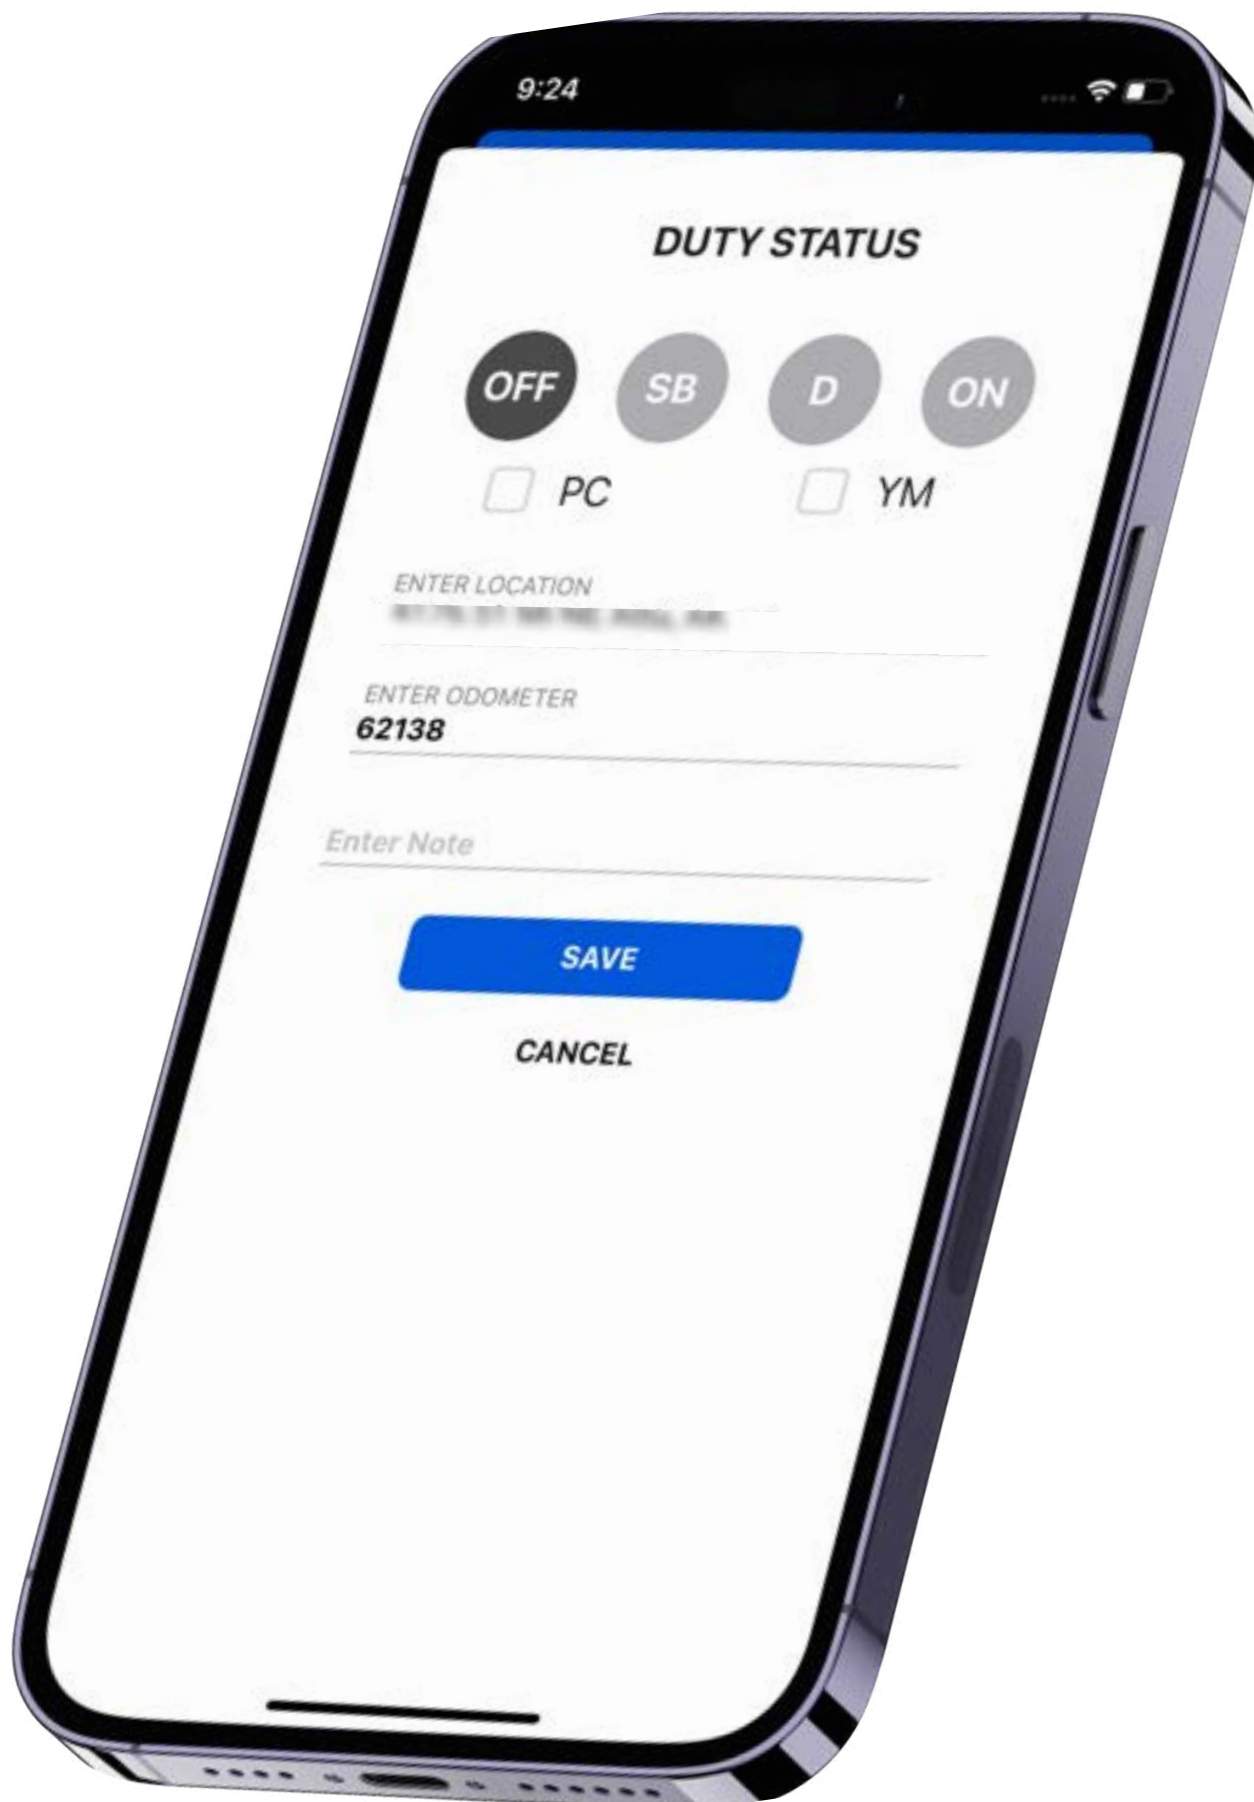 9:24
DUTY STATUS
OFF SB D ON
PC YM
ENTER LOCATION
ENTER ODOMETER
62138
Enter Note
SAVE
CANCEL